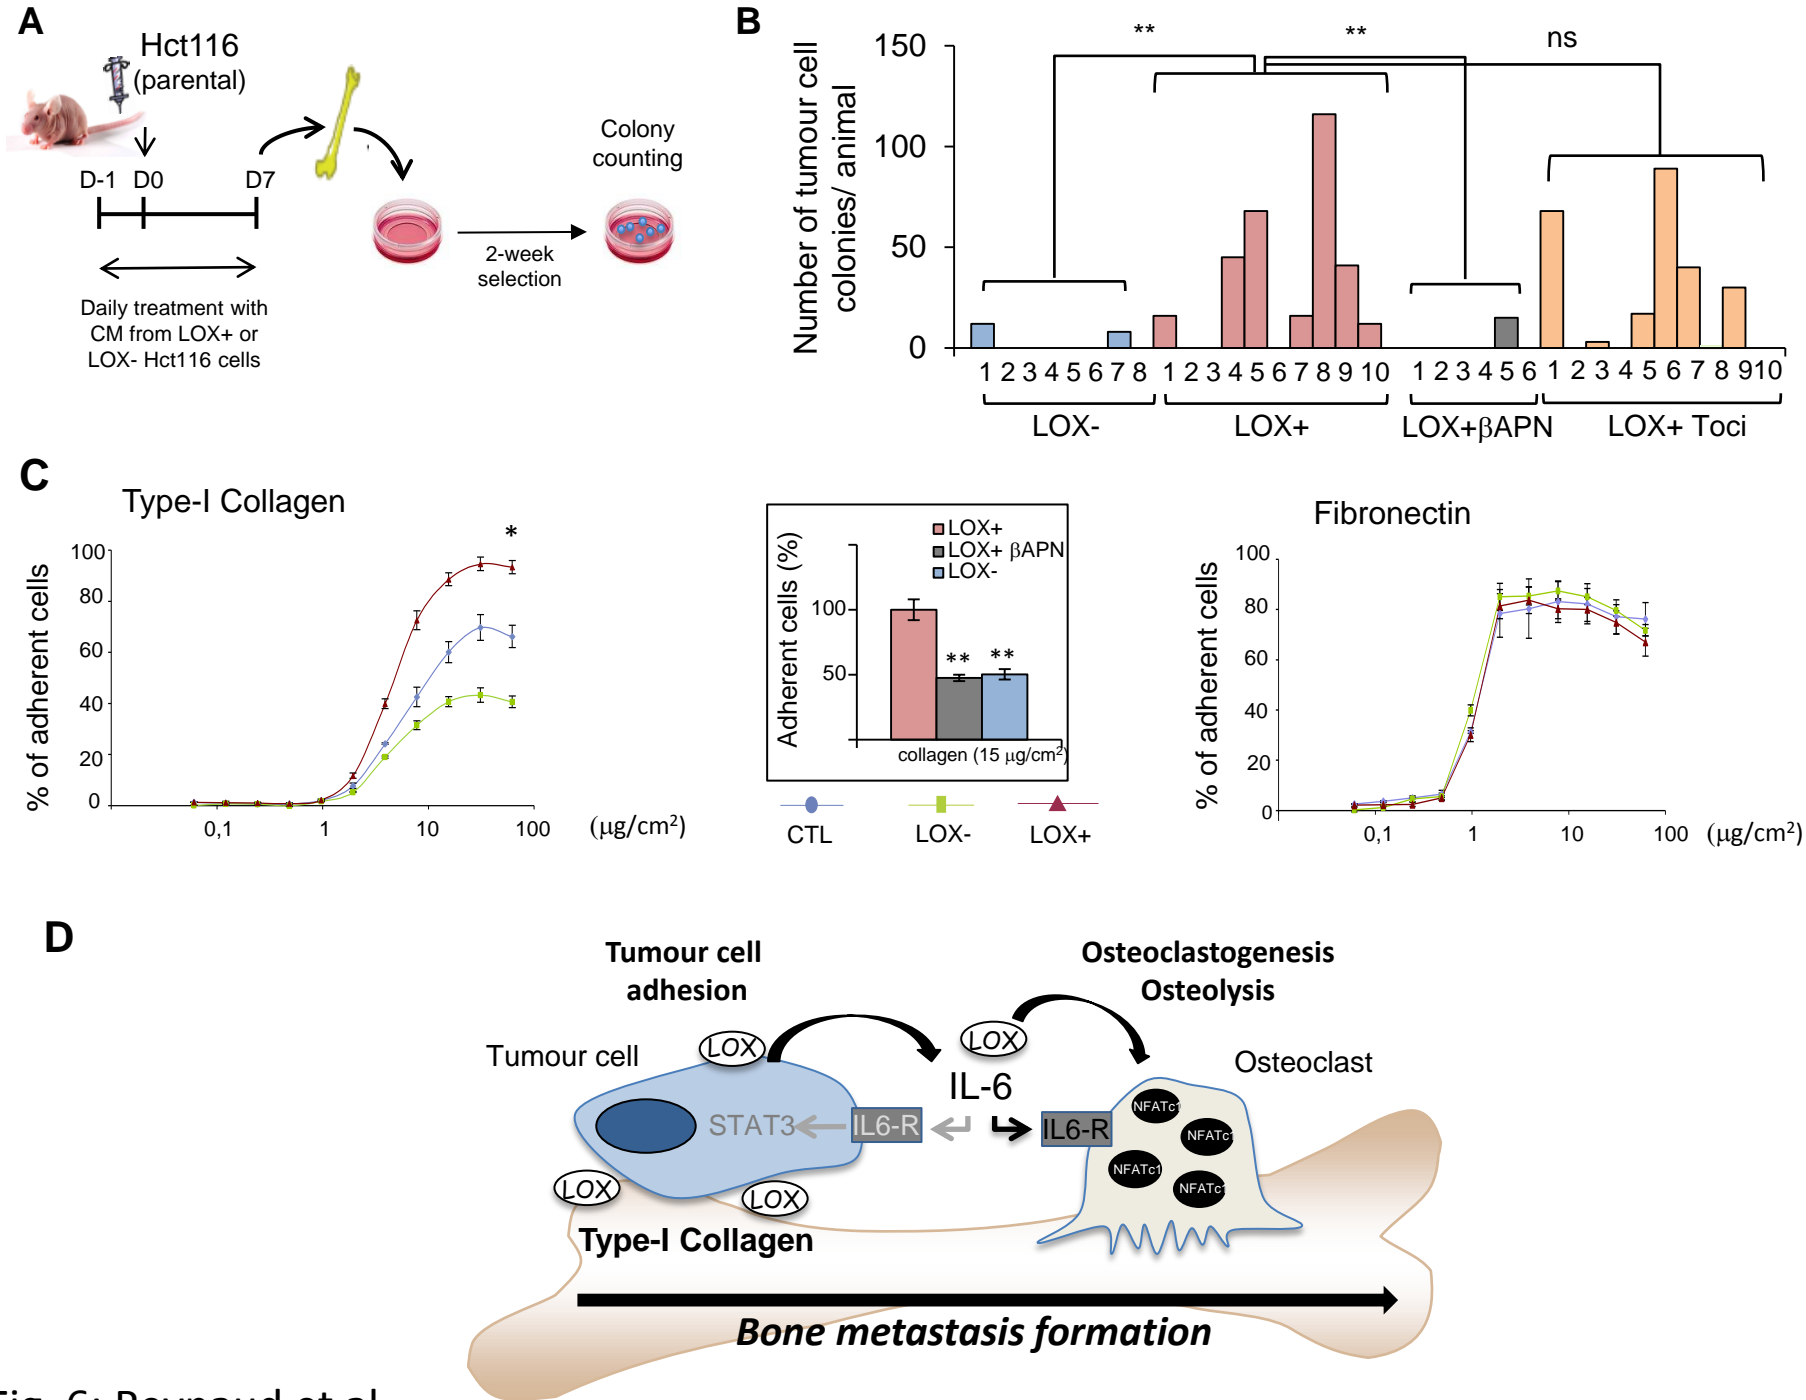 A
Hct116
(parental)
D-1 D0 D7
Daily treatment with
CM from LOX+ or
LOX- Hct116 cells
2-week
selection
Colony
counting
B
Number of tumour cell
colonies/ animal
150
100
50
0
** ** ns
1 2 3 4 5 6 7 8 1 2 3 4 5 6 7 8 9 10 1 2 3 4 5 6 1 2 3 4 5 6 7 8 9 10
LOX- LOX+ LOX+βAPN LOX+ Toci
C
Type-I Collagen
% of adherent cells
100
80
60
40
20
0
*
0,1 1 10 100 (μg/cm2)
LOX+
LOX+ βAPN
LOX-
Adherent cells (%)
100
50
** **
collagen (15 μg/cm2)
CTL LOX- LOX+
Fibronectin
% of adherent cells
100
80
60
40
20
0
0,1 1 10 100 (μg/cm2)
D
Tumour cell
adhesion
Osteoclastogenesis
Osteolysis
LOX
LOX
Tumour cell
Osteoclast
IL-6
STAT3 IL6-R IL6-R
NFATc1
NFATc1
NFATc1
NFATc1
LOX
LOX
Type-I Collagen
Bone metastasis formation
Fig. 6: Reynaud et al